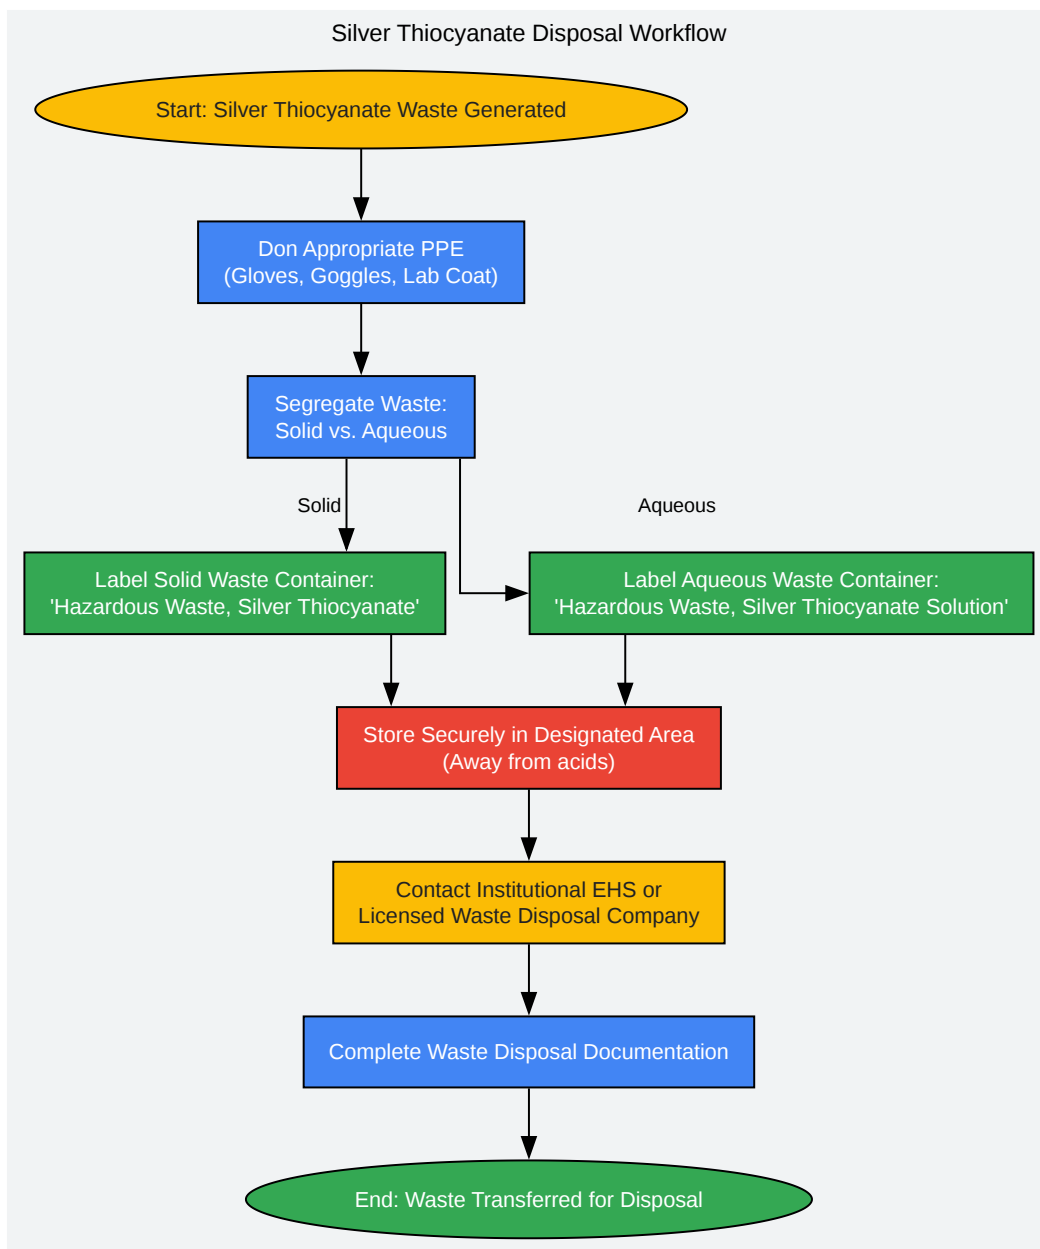 Silver Thiocyanate Disposal Workflow
Start: Silver Thiocyanate Waste Generated
Don Appropriate PPE
(Gloves, Goggles, Lab Coat)
Segregate Waste:
Solid vs. Aqueous
Solid
Aqueous
Label Solid Waste Container:
'Hazardous Waste, Silver Thiocyanate'
Label Aqueous Waste Container:
'Hazardous Waste, Silver Thiocyanate Solution'
Store Securely in Designated Area
(Away from acids)
Contact Institutional EHS or
Licensed Waste Disposal Company
Complete Waste Disposal Documentation
End: Waste Transferred for Disposal